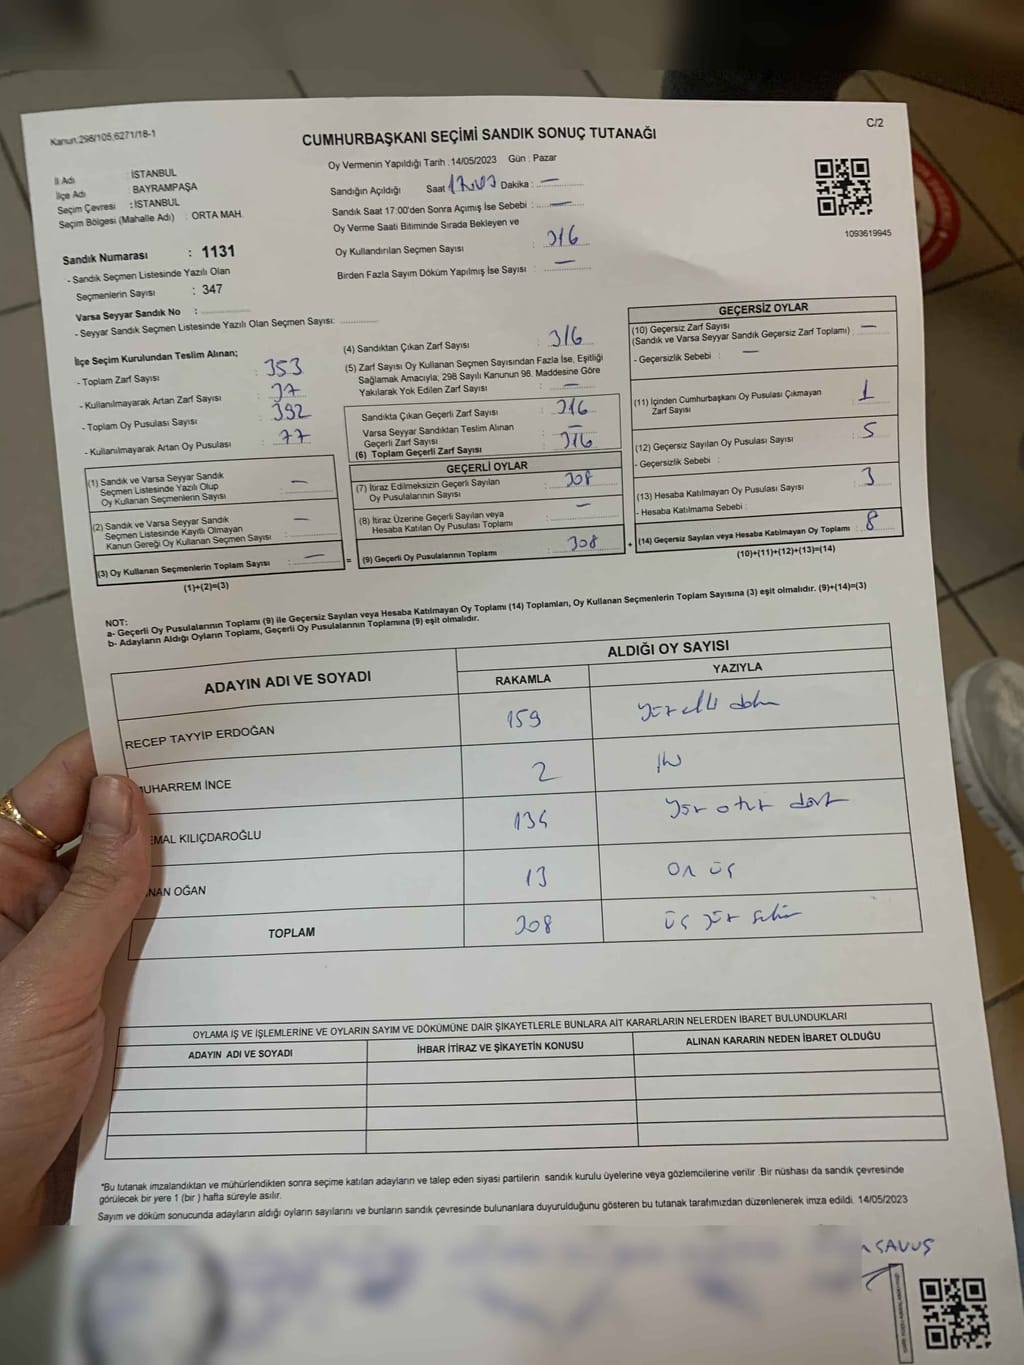 Kanun:298/105,6271/18-1
C/2
CUMHURBAŞKANI SEÇİMİ SANDIK SONUÇ TUTANAĞI
İl Adı : İSTANBUL
İlçe Adı : BAYRAMPAŞA
Seçim Çevresi : İSTANBUL
Seçim Bölgesi (Mahalle Adı) : ORTA MAH.
Sandık Numarası : 1131
- Sandık Seçmen Listesinde Yazılı Olan
Seçmenlerin Sayısı : 347
Varsa Seyyar Sandık No :
- Seyyar Sandık Seçmen Listesinde Yazılı Olan Seçmen Sayısı:
Oy Vermenin Yapıldığı Tarih : 14/05/2023 Gün : Pazar
Sandığın Açıldığı Saat 17.03 Dakika : —
Sandık Saat 17:00'den Sonra Açımış İse Sebebi : —
Oy Verme Saati Bitiminde Sırada Bekleyen ve
Oy Kullandırılan Seçmen Sayısı : 316
Birden Fazla Sayım Döküm Yapılmış İse Sayısı : —
1093619945
İlçe Seçim Kurulundan Teslim Alınan;
- Toplam Zarf Sayısı : 353
- Kullanılmayarak Artan Zarf Sayısı : 37
- Toplam Oy Pusulası Sayısı : 392
- Kullanılmayarak Artan Oy Pusulası : 77
(1) Sandık ve Varsa Seyyar Sandık
Seçmen Listesinde Yazılı Olup
Oy Kullanan Seçmenlerin Sayısı : —
(2) Sandık ve Varsa Seyyar Sandık
Seçmen Listesinde Kayıtlı Olmayan
Kanun Gereği Oy Kullanan Seçmen Sayısı : —
(3) Oy Kullanan Seçmenlerin Toplam Sayısı : —
(1)+(2)=(3)
(4) Sandıktan Çıkan Zarf Sayısı : 316
(5) Zarf Sayısı Oy Kullanan Seçmen Sayısından Fazla İse, Eşitliği
Sağlamak Amacıyla; 298 Sayılı Kanunun 98. Maddesine Göre
Yakılarak Yok Edilen Zarf Sayısı : —
Sandıkta Çıkan Geçerli Zarf Sayısı : 316
Varsa Seyyar Sandıktan Teslim Alınan
Geçerli Zarf Sayısı : —
(6) Toplam Geçerli Zarf Sayısı : 316
GEÇERLİ OYLAR
(7) İtiraz Edilmeksizin Geçerli Sayılan
Oy Pusulalarının Sayısı : 308
(8) İtiraz Üzerine Geçerli Sayılan veya
Hesaba Katılan Oy Pusulası Toplamı : —
= (9) Geçerli Oy Pusulalarının Toplamı : 308
GEÇERSİZ OYLAR
(10) Geçersiz Zarf Sayısı
(Sandık ve Varsa Seyyar Sandık Geçersiz Zarf Toplamı) : —
- Geçersizlik Sebebi : —
(11) İçinden Cumhurbaşkanı Oy Pusulası Çıkmayan
Zarf Sayısı : 1
(12) Geçersiz Sayılan Oy Pusulası Sayısı : 5
- Geçersizlik Sebebi :
(13) Hesaba Katılmayan Oy Pusulası Sayısı : 3
- Hesaba Katılmama Sebebi :
+ (14) Geçersiz Sayılan veya Hesaba Katılmayan Oy Toplamı : 8
(10)+(11)+(12)+(13)=(14)
NOT:
a- Geçerli Oy Pusulalarının Toplamı (9) ile Geçersiz Sayılan veya Hesaba Katılmayan Oy Toplamı (14) Toplamları, Oy Kullanan Seçmenlerin Toplam Sayısına (3) eşit olmalıdır. (9)+(14)=(3)
b- Adayların Aldığı Oyların Toplamı, Geçerli Oy Pusulalarının Toplamına (9) eşit olmalıdır.
ADAYIN ADI VE SOYADI
ALDIĞI OY SAYISI
RAKAMLA YAZIYLA
RECEP TAYYİP ERDOĞAN 159 yüz elli dokuz
MUHARREM İNCE 2 iki
EMAL KILIÇDAROĞLU 134 yüz otuz dört
NAN OĞAN 13 on üç
TOPLAM 308 üç yüz sekiz
OYLAMA İŞ VE İŞLEMLERİNE VE OYLARIN SAYIM VE DÖKÜMÜNE DAİR ŞİKAYETLERLE BUNLARA AİT KARARLARIN NELERDEN İBARET BULUNDUKLARI
ADAYIN ADI VE SOYADI İHBAR İTİRAZ VE ŞİKAYETİN KONUSU ALINAN KARARIN NEDEN İBARET OLDUĞU
*Bu tutanak imzalandıktan ve mühürlendikten sonra seçime katılan adayların ve talep eden siyasi partilerin sandık kurulu üyelerine veya gözlemcilerine verilir .Bir nüshası da sandık çevresinde
görülecek bir yere 1 (bir ) hafta süreyle asılır.
Sayım ve döküm sonucunda adayların aldığı oyların sayılarını ve bunların sandık çevresinde bulunanlara duyurulduğunu gösteren bu tutanak tarafımızdan düzenlenerek imza edildi. 14/05/2023
SAVUŞ